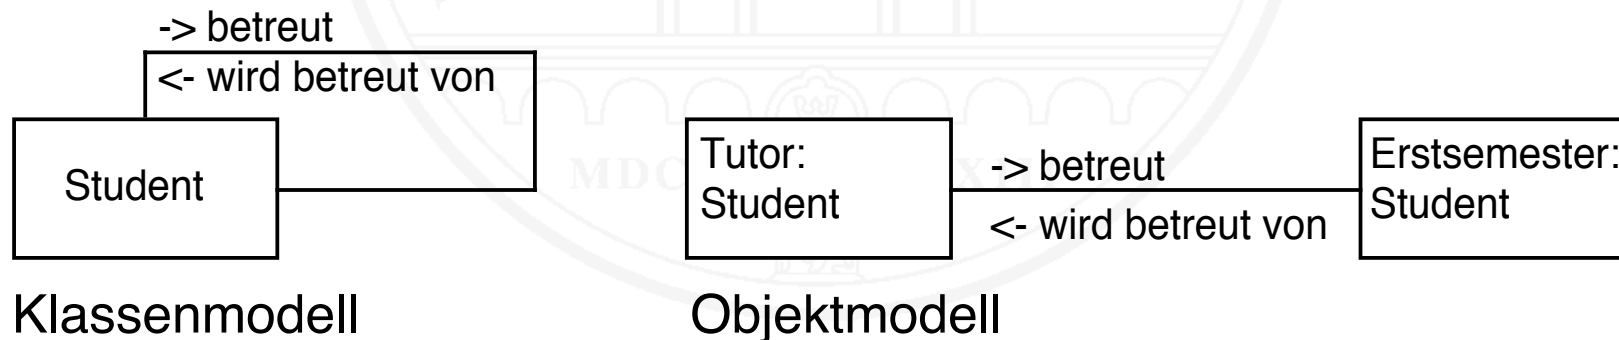 -> betreut
<- wird betreut von
Student
Klassenmodell
Tutor:
Student
-> betreut
<- wird betreut von
Erstsemester:
Student
Objektmodell